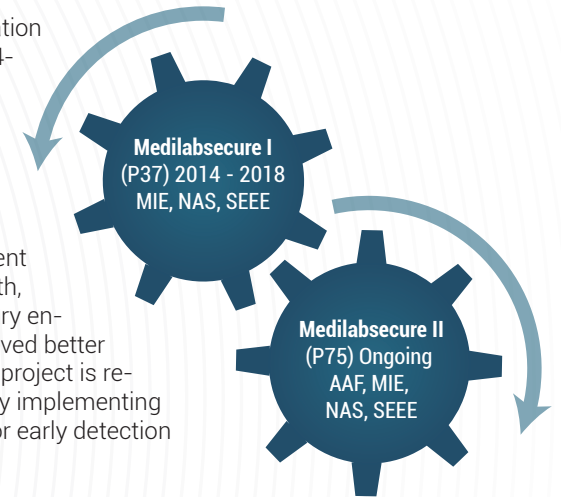 ation
4-
Medilabsecure I
(P37) 2014 - 2018
MIE, NAS, SEEE
ent
th,
ry en-
ved better
project is re-
y implementing
or early detection
Medilabsecure II
(P75) Ongoing
AAF, MIE,
NAS, SEEE